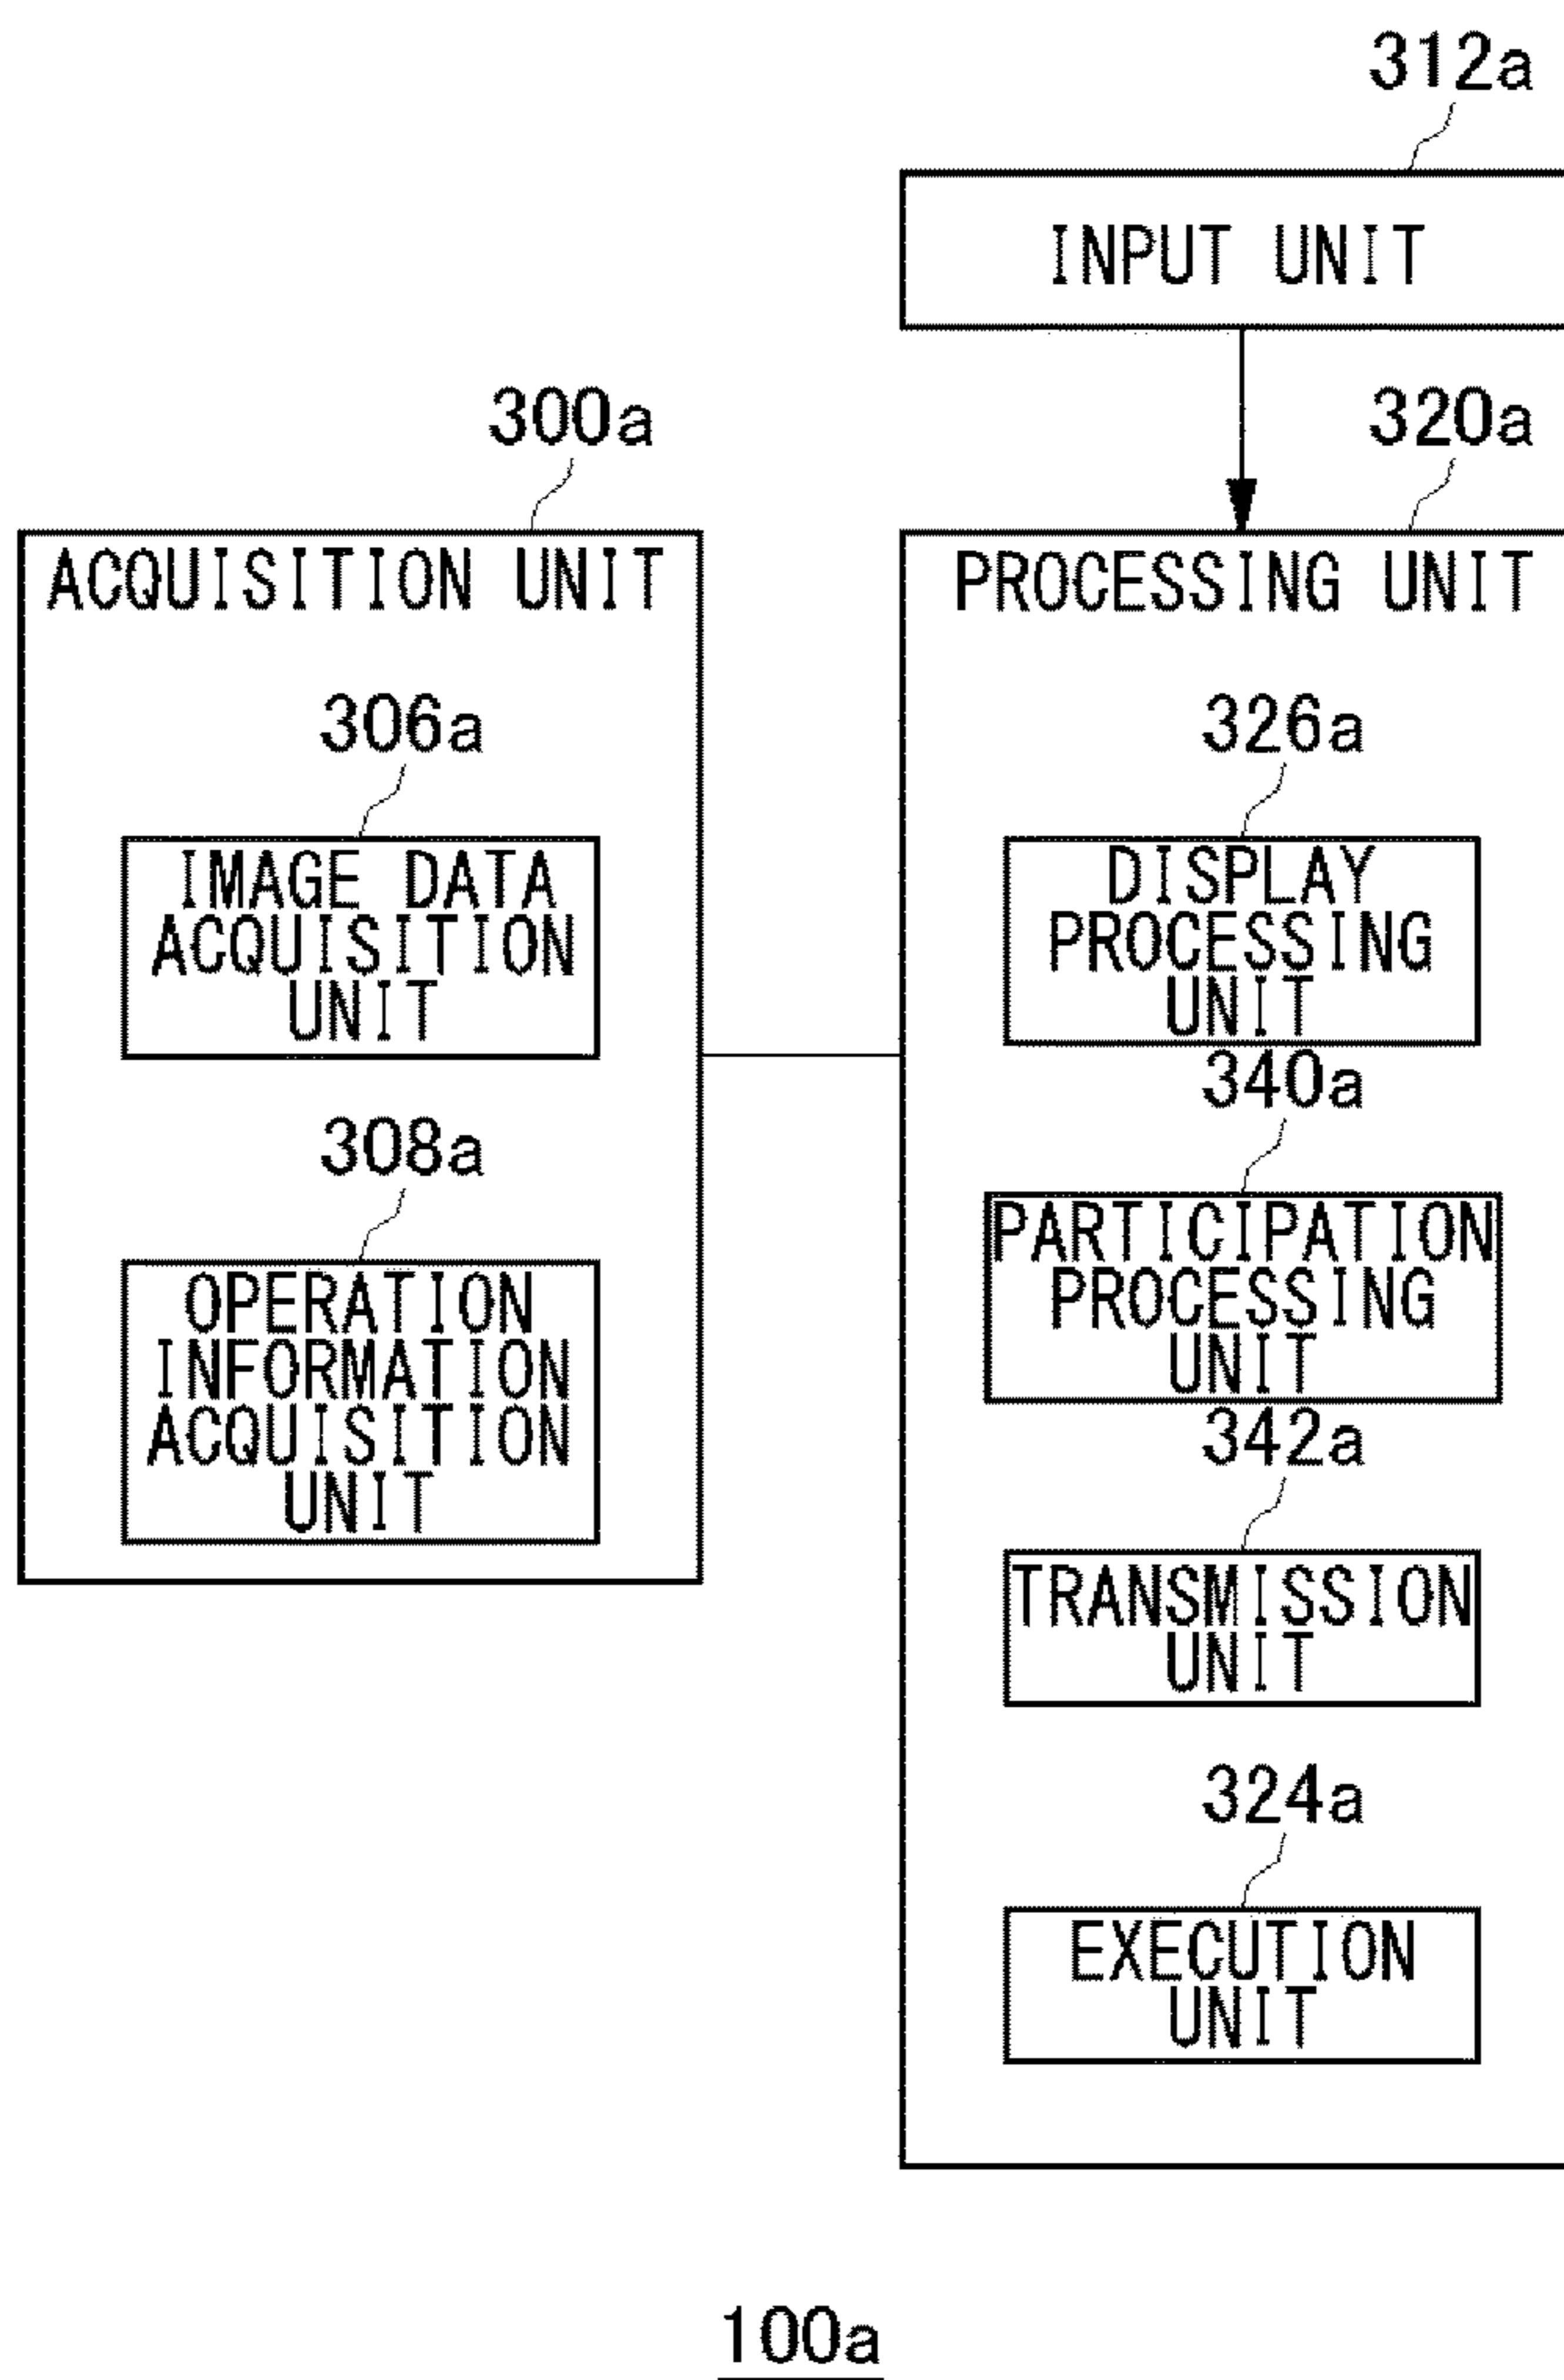 312a
INPUT UNIT
300a
ACQUISITION UNIT
306a
IMAGE DATA
ACQUISITION
UNIT
308a
OPERATION
INFORMATION
ACQUISITION
UNIT
320a
PROCESSING UNIT
326a
DISPLAY
PROCESSING
UNIT
340a
PARTICIPATION
PROCESSING
UNIT
342a
TRANSMISSION
UNIT
324a
EXECUTION
UNIT
100a